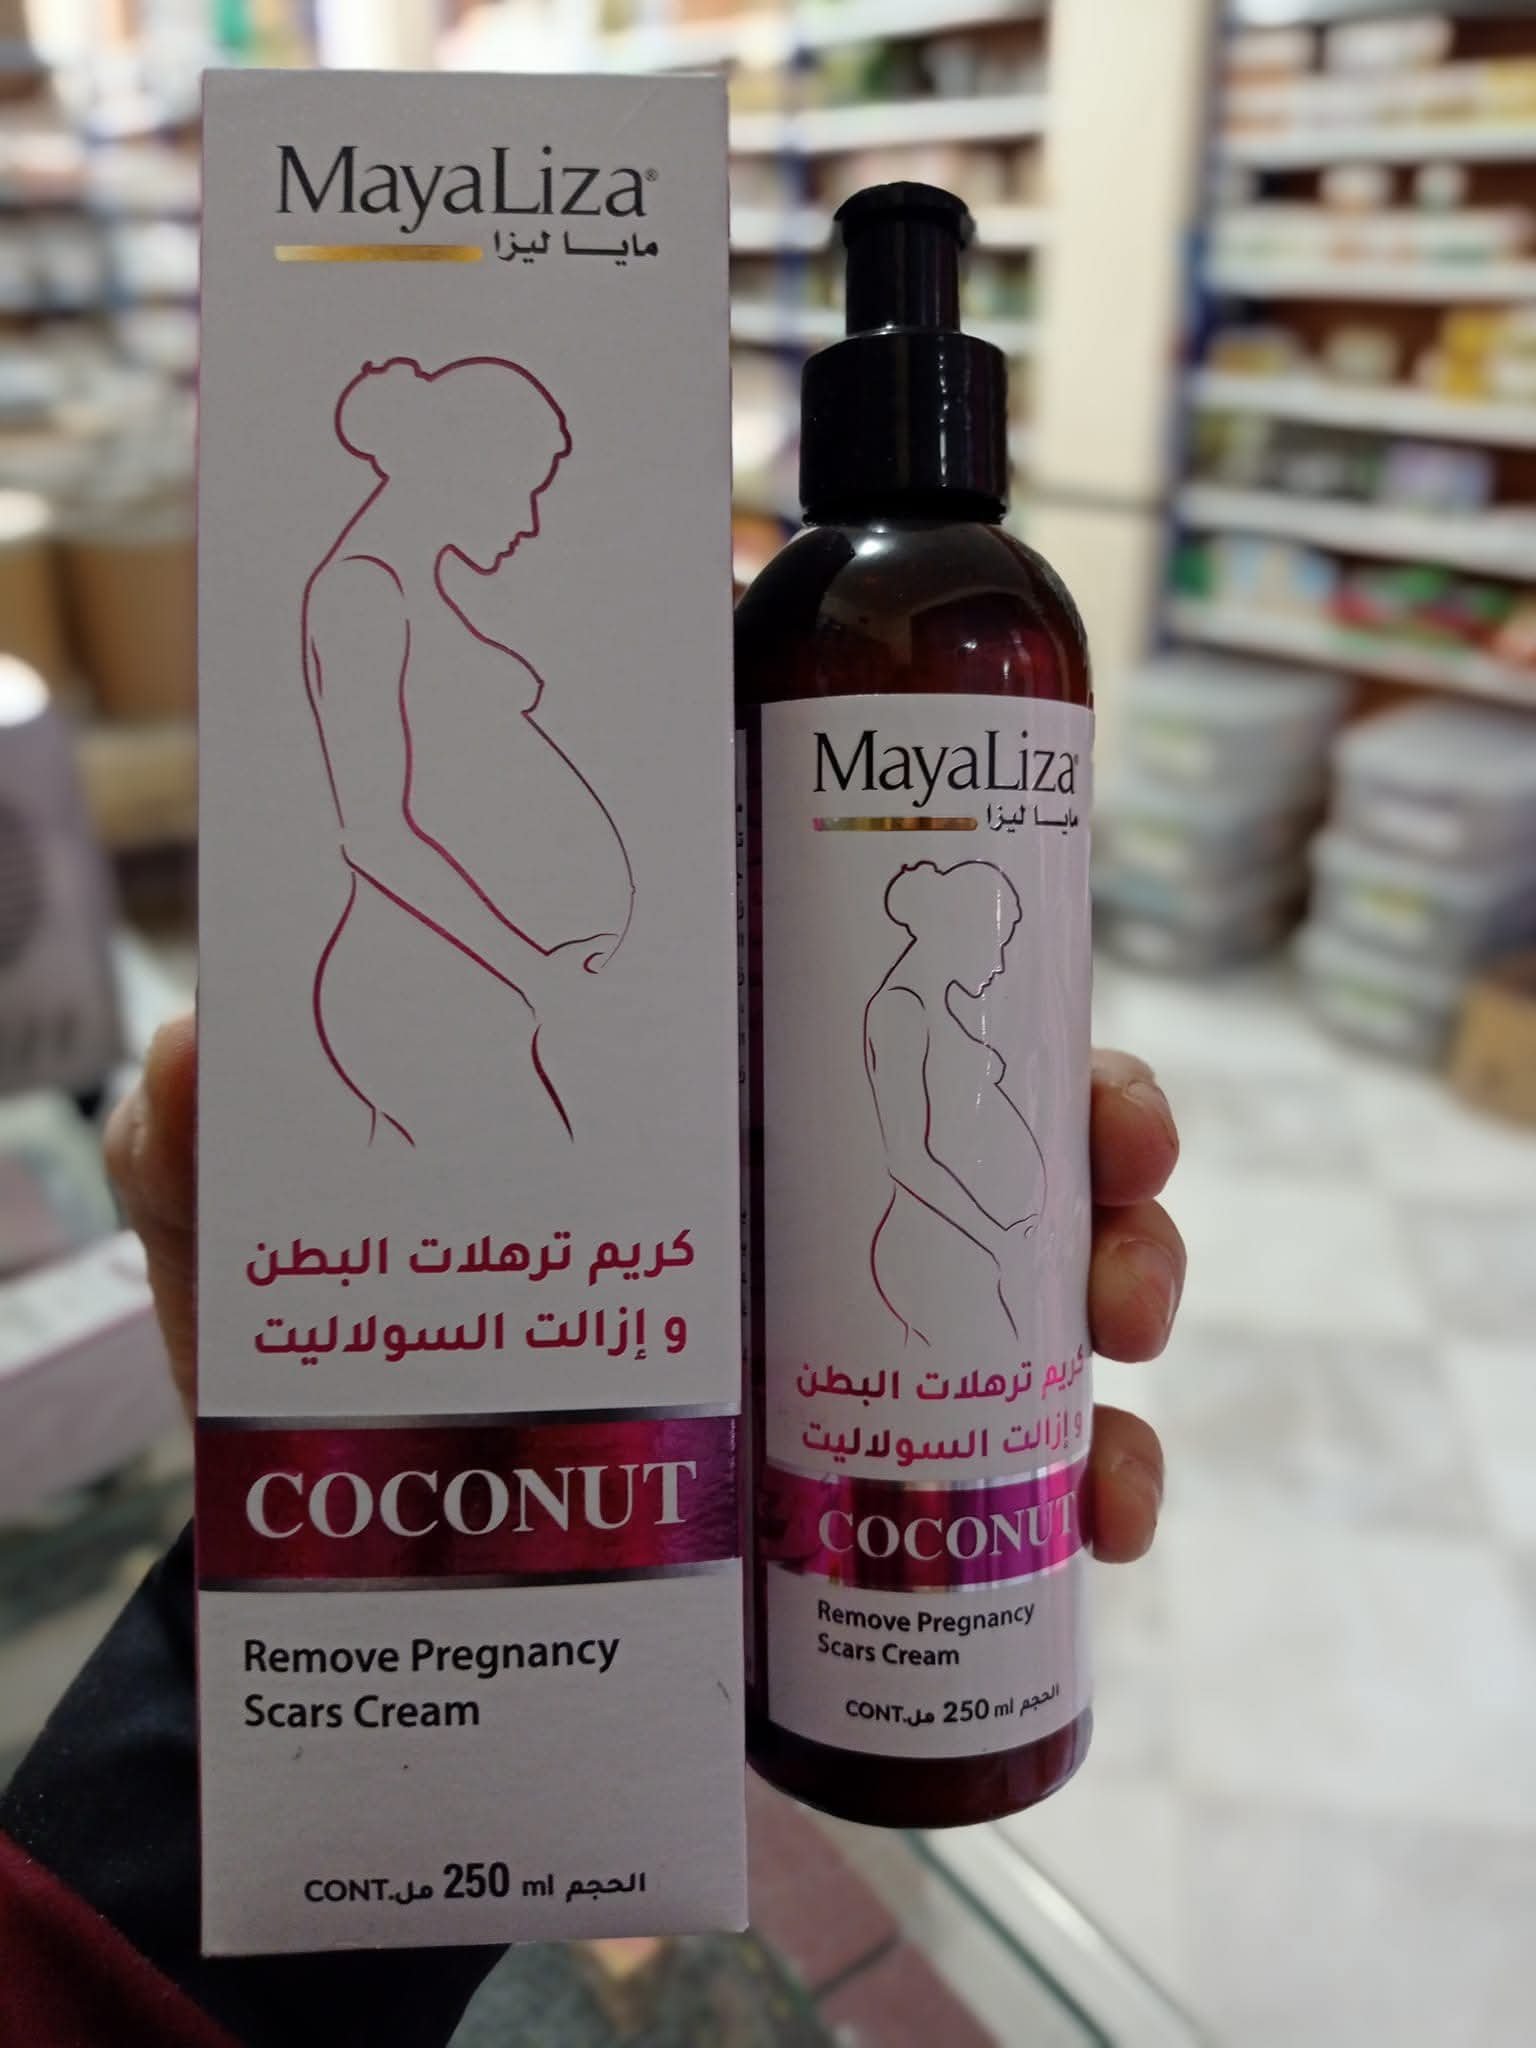 MayaLiza®
مايا ليزا
كريم ترهلات البطن
و إزالت السولاليت
COCONUT
Remove Pregnancy
Scars Cream
CONT. الحجم 250 ml مل
MayaLiza®
مايا ليزا
كريم ترهلات البطن
و إزالت السولاليت
COCONUT
Remove Pregnancy
Scars Cream
CONT. الحجم 250 ml مل